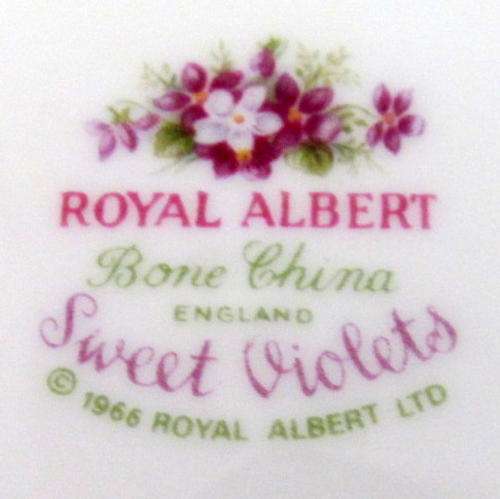 ROYAL ALBERT
Bone China
ENGLAND
Sweet Violets
© 1966 ROYAL ALBERT LTD